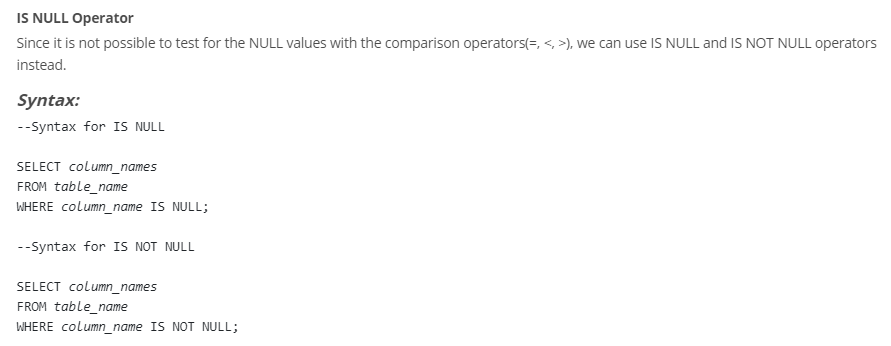 IS NULL Operator
Since it is not possible to test for the NULL values with the comparison operators(=, <, >), we can use IS NULL and IS NOT NULL operators
instead.
Syntax:
--Syntax for IS NULL
SELECT column_names
FROM table_name
WHERE column_name IS NULL;
--Syntax for IS NOT NULL
SELECT column_names
FROM table_name
WHERE column_name IS NOT NULL;